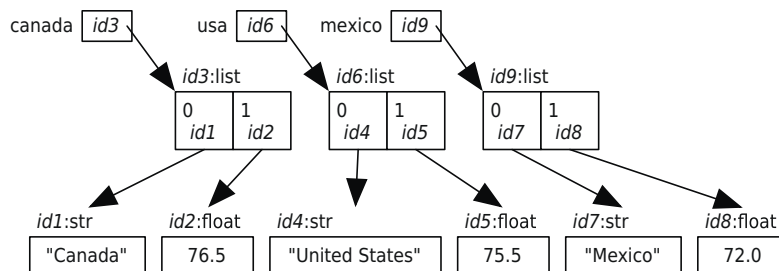 canada id3 usa id6 mexico id9
id3:list id6:list id9:list
0 1 0 1 0 1
id1 id2 id4 id5 id7 id8
id1:str id2:float id4:str id5:float id7:str id8:float
"Canada" 76.5 "United States" 75.5 "Mexico" 72.0